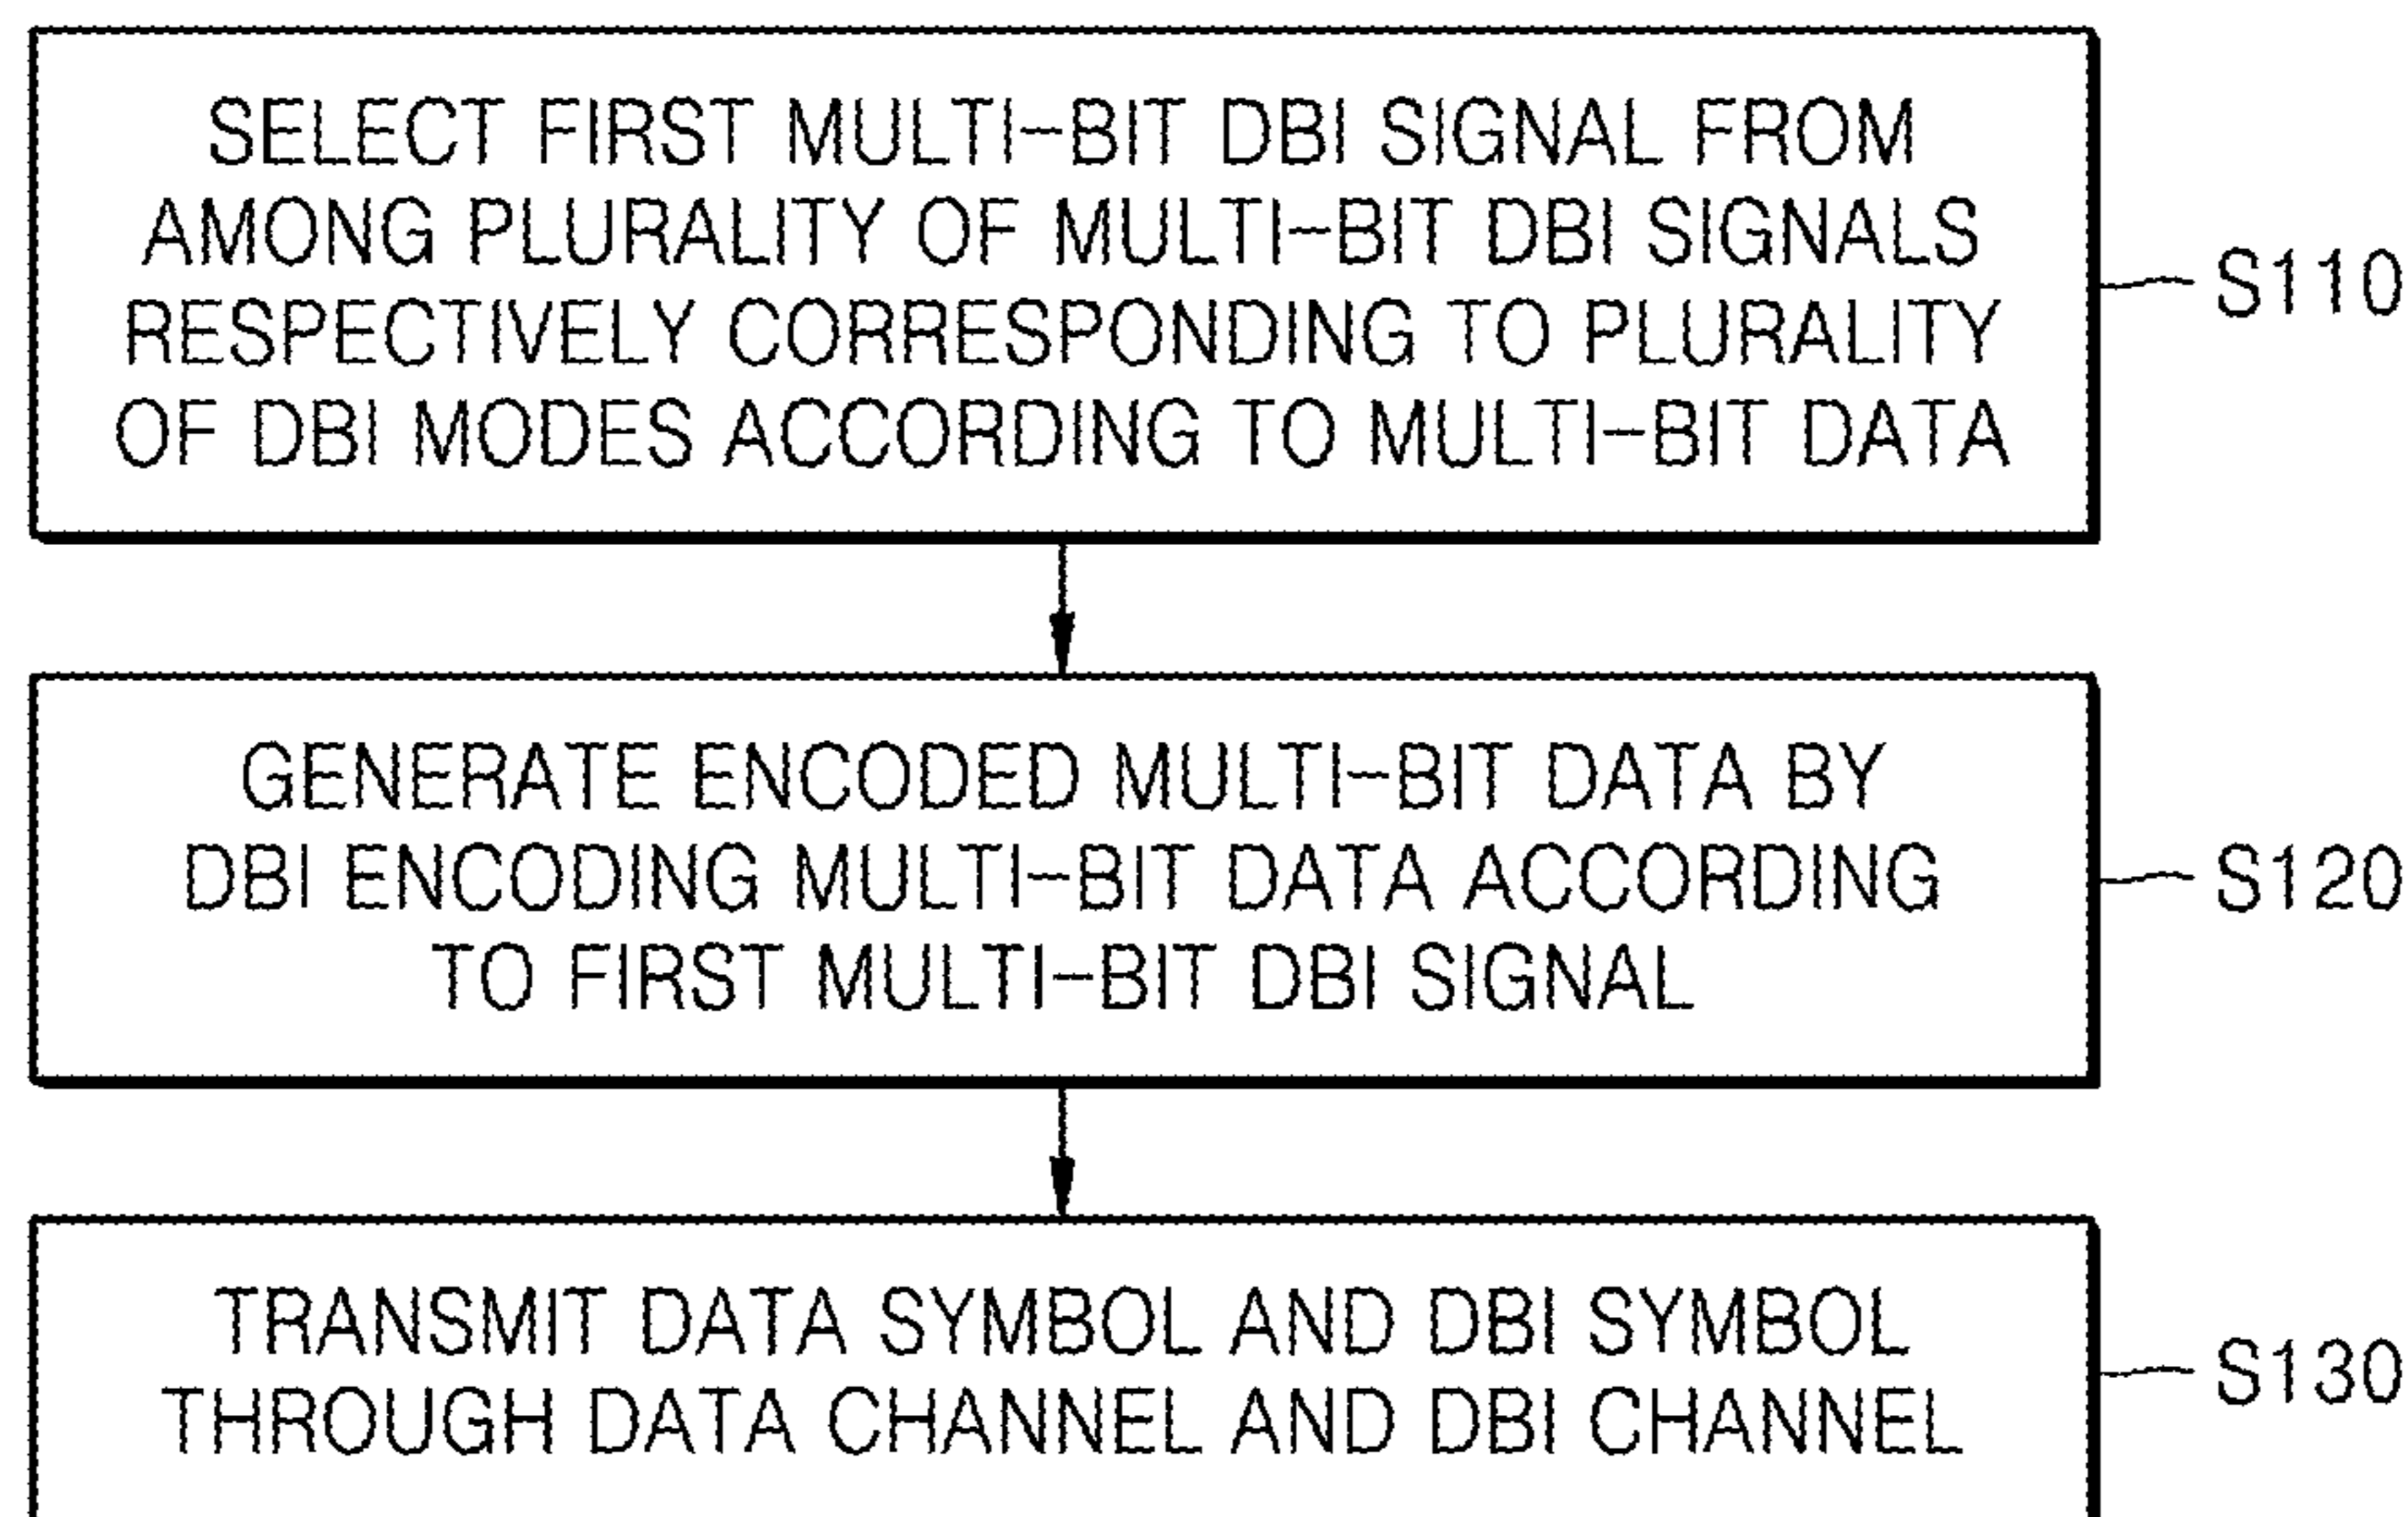 SELECT FIRST MULTI-BIT DBI SIGNAL FROM
AMONG PLURALITY OF MULTI-BIT DBI SIGNALS
RESPECTIVELY CORRESPONDING TO PLURALITY
OF DBI MODES ACCORDING TO MULTI-BIT DATA
S110
GENERATE ENCODED MULTI-BIT DATA BY
DBI ENCODING MULTI-BIT DATA ACCORDING
TO FIRST MULTI-BIT DBI SIGNAL
S120
TRANSMIT DATA SYMBOL AND DBI SYMBOL
THROUGH DATA CHANNEL AND DBI CHANNEL
S130